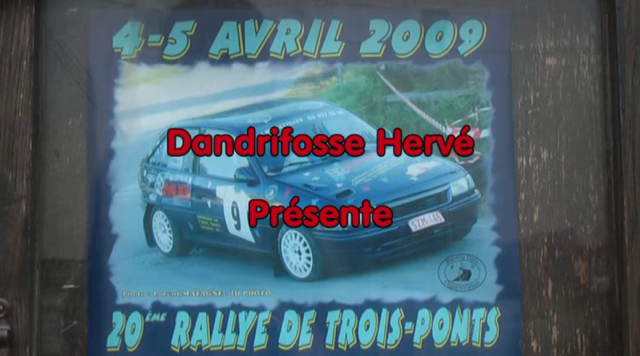 4-5 AVRIL 2009
Dandrifosse Hervé
Présente
9
20ÈME RALLYE DE TROIS-PONTS